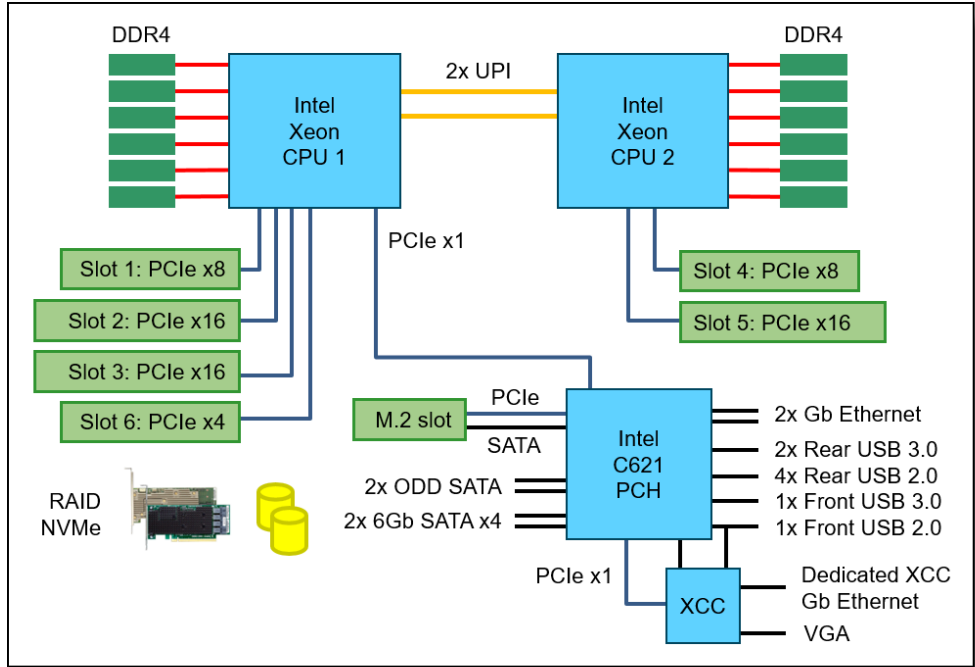 DDR4
DDR4
2x UPI
Intel
Xeon
CPU 1
Intel
Xeon
CPU 2
PCIe x1
Slot 1: PCIe x8
Slot 2: PCIe x16
Slot 3: PCIe x16
Slot 6: PCIe x4
Slot 4: PCIe x8
Slot 5: PCIe x16
M.2 slot
PCIe
SATA
Intel
C621
PCH
2x Gb Ethernet
2x Rear USB 3.0
4x Rear USB 2.0
1x Front USB 3.0
1x Front USB 2.0
RAID
NVMe
2x ODD SATA
2x 6Gb SATA x4
PCIe x1
XCC
Dedicated XCC
Gb Ethernet
VGA